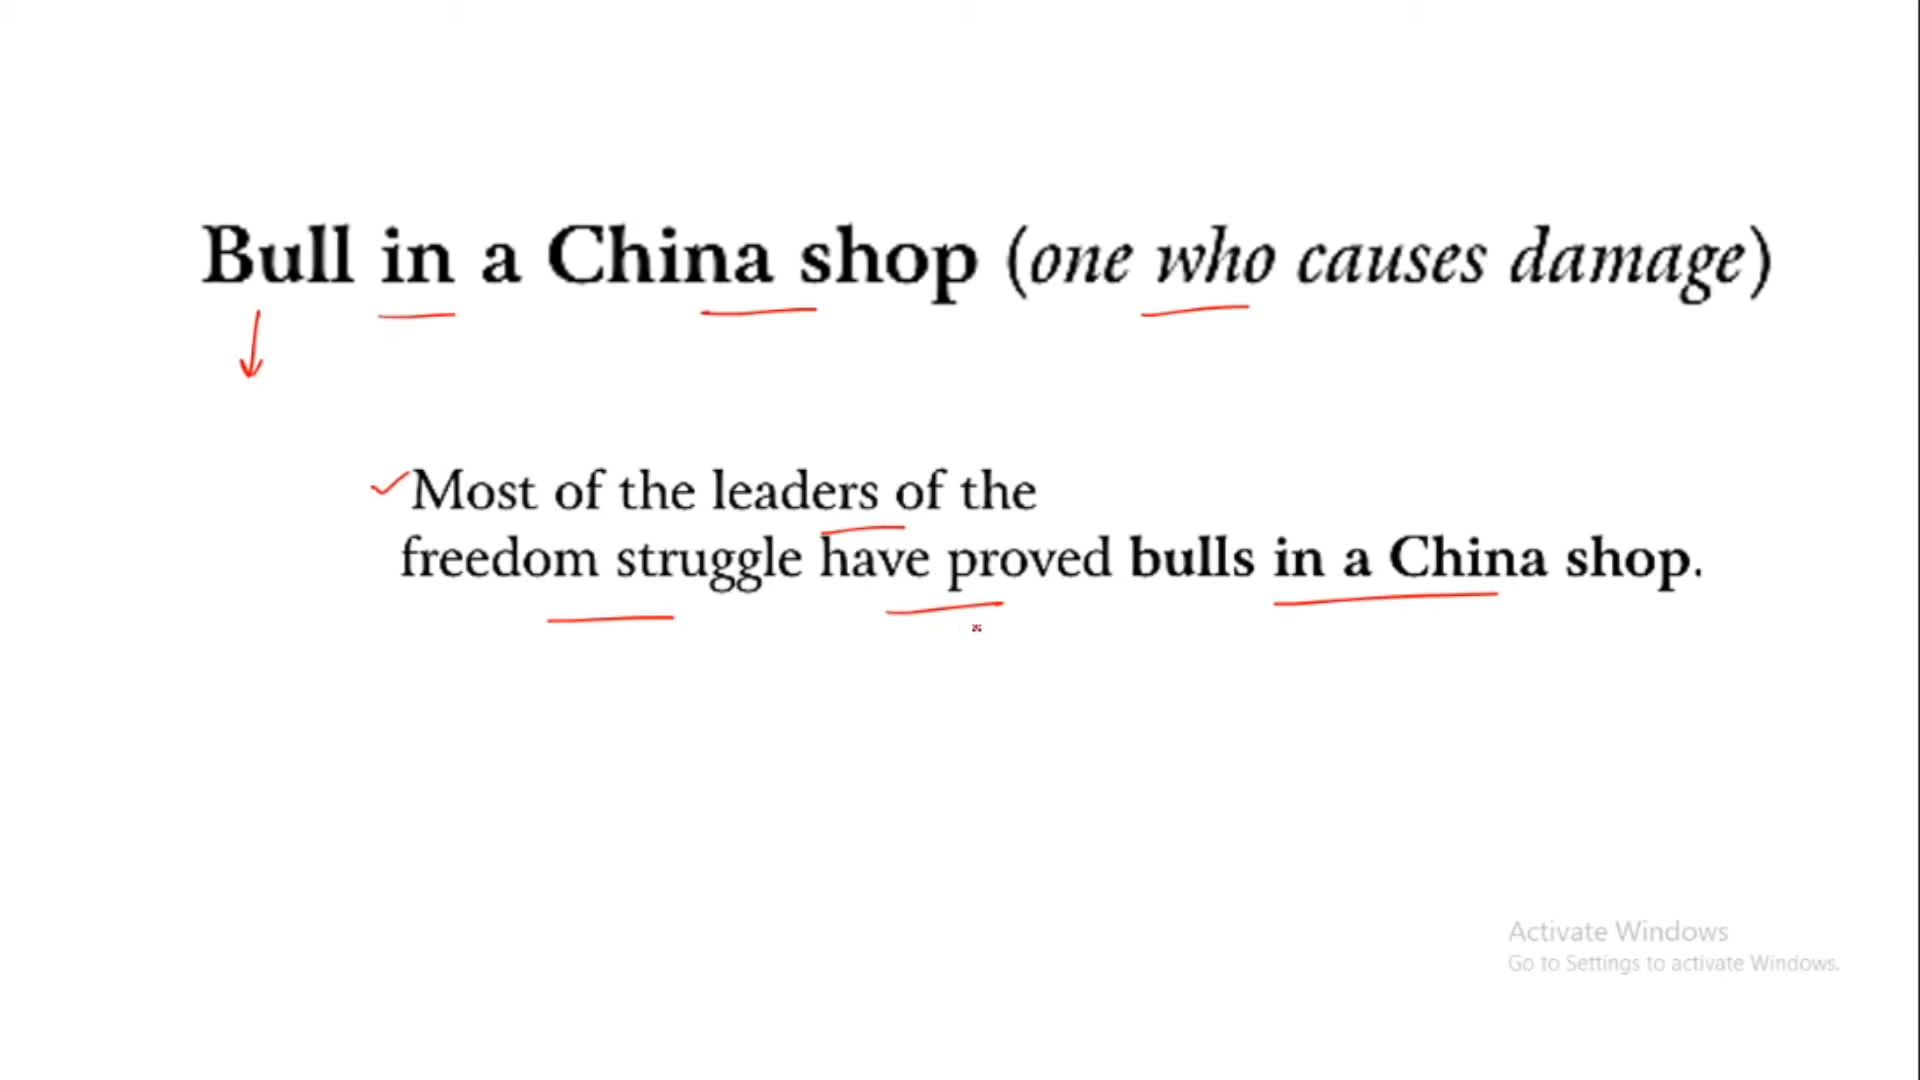 Bull in a China shop (one who causes damage)
Most of the leaders of the
freedom struggle have proved bulls in a China shop.
Activate Windows
Go to Settings to activate Windows.